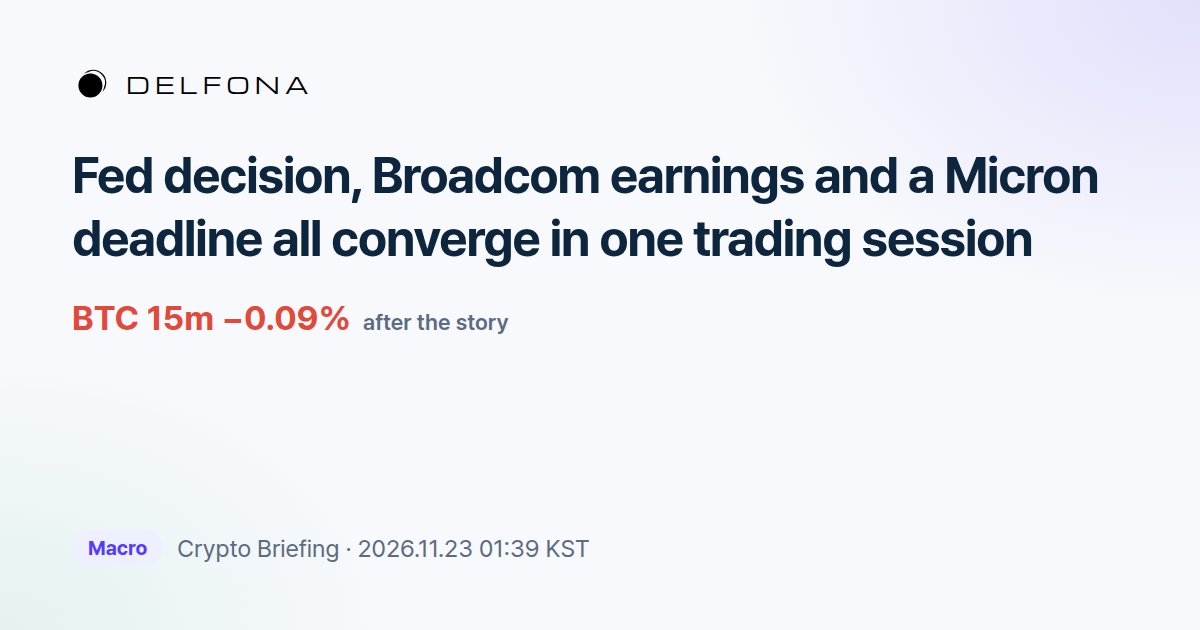 DELFONA
Fed decision, Broadcom earnings and a Micron
deadline all converge in one trading session
BTC 15m −0.09% after the story
Macro Crypto Briefing · 2026.11.23 01:39 KST